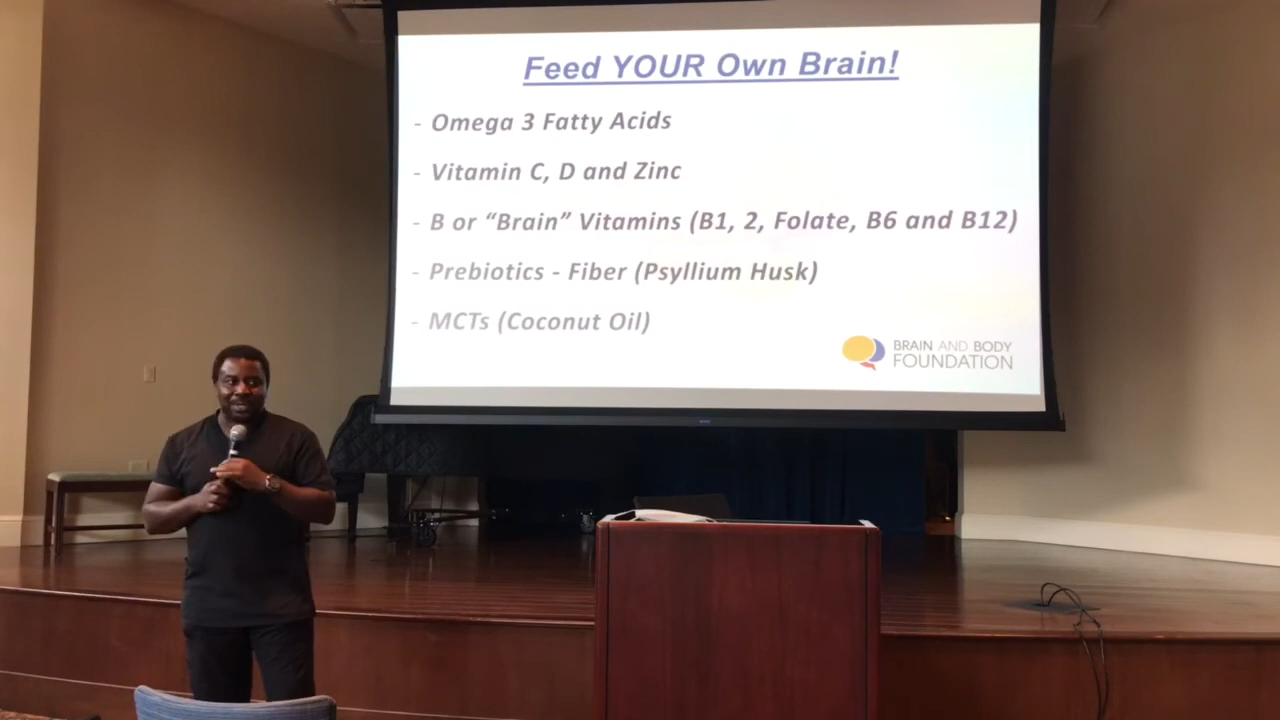 Feed YOUR Own Brain!
- Omega 3 Fatty Acids
- Vitamin C, D and Zinc
- B or “Brain” Vitamins (B1, 2, Folate, B6 and B12)
- Prebiotics - Fiber (Psyllium Husk)
- MCTs (Coconut Oil)
BRAIN AND BODY
FOUNDATION